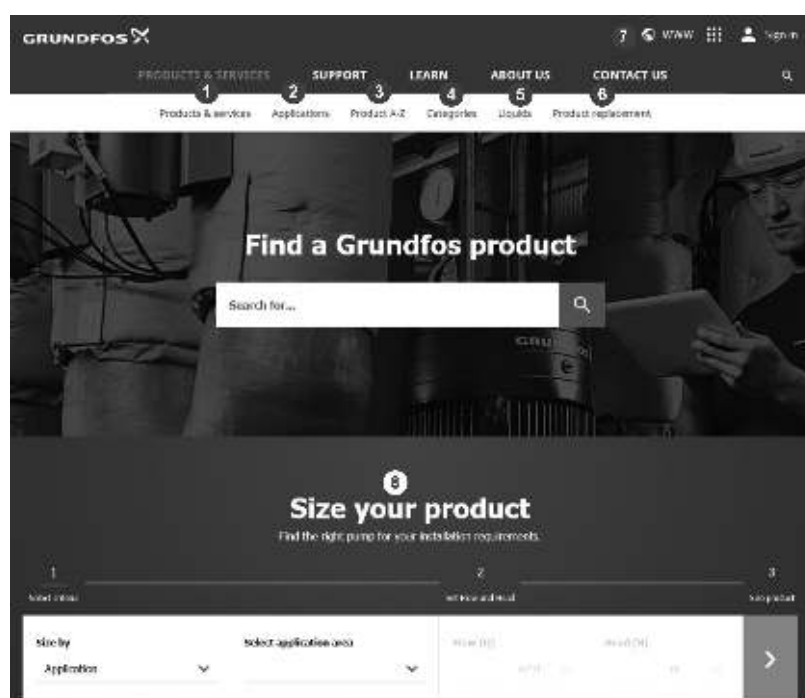 GRUNDFOS
7 WWW Sign in
PRODUCTS & SERVICES SUPPORT LEARN ABOUT US CONTACT US
1 2 3 4 5 6
Products & services Applications Product A-Z Categories Liquids Product replacement
Find a Grundfos product
Search for...
GRU
8
Size your product
Find the right pump for your installation requirements.
1 2 3
Size by Select application area
Application